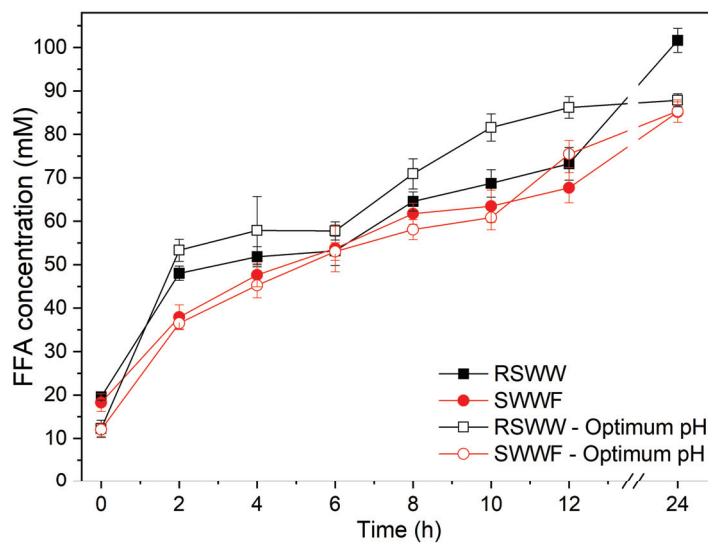 FFA concentration (mM)
100
90
80
70
60
50
40
30
20
10
0
RSWW
SWWF
RSWW - Optimum pH
SWWF - Optimum pH
0 2 4 6 8 10 12 24
Time (h)